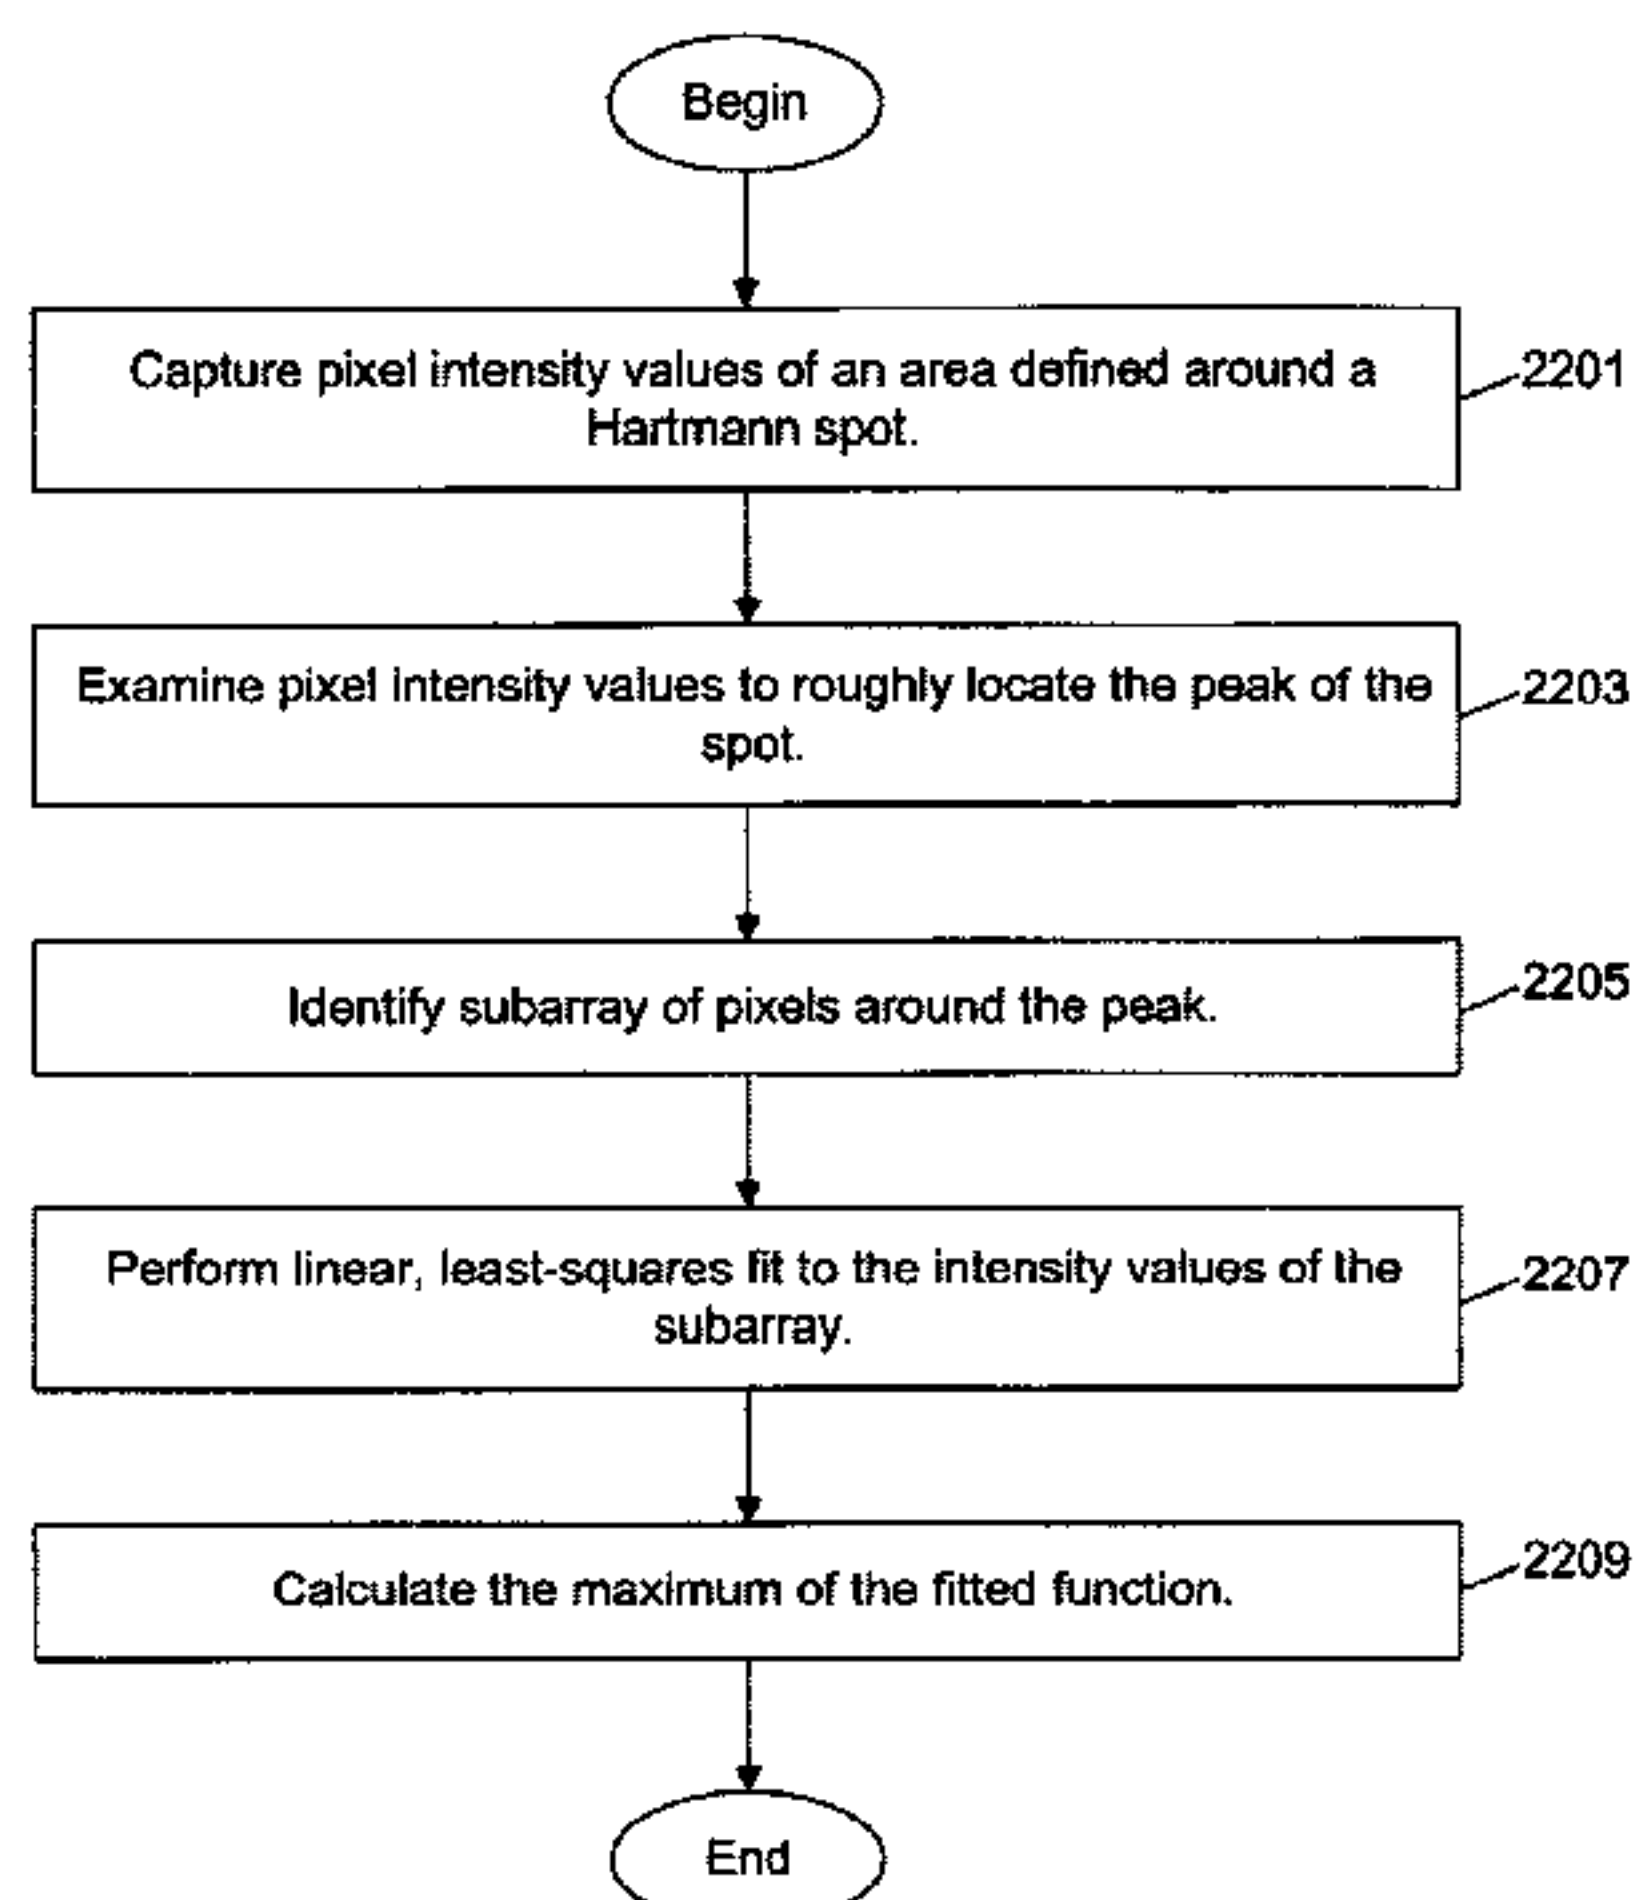 Begin
Capture pixel intensity values of an area defined around a
Hartmann spot.
2201
Examine pixel intensity values to roughly locate the peak of the
spot.
2203
Identify subarray of pixels around the peak.
2205
Perform linear, least-squares fit to the intensity values of the
subarray.
2207
Calculate the maximum of the fitted function.
2209
End